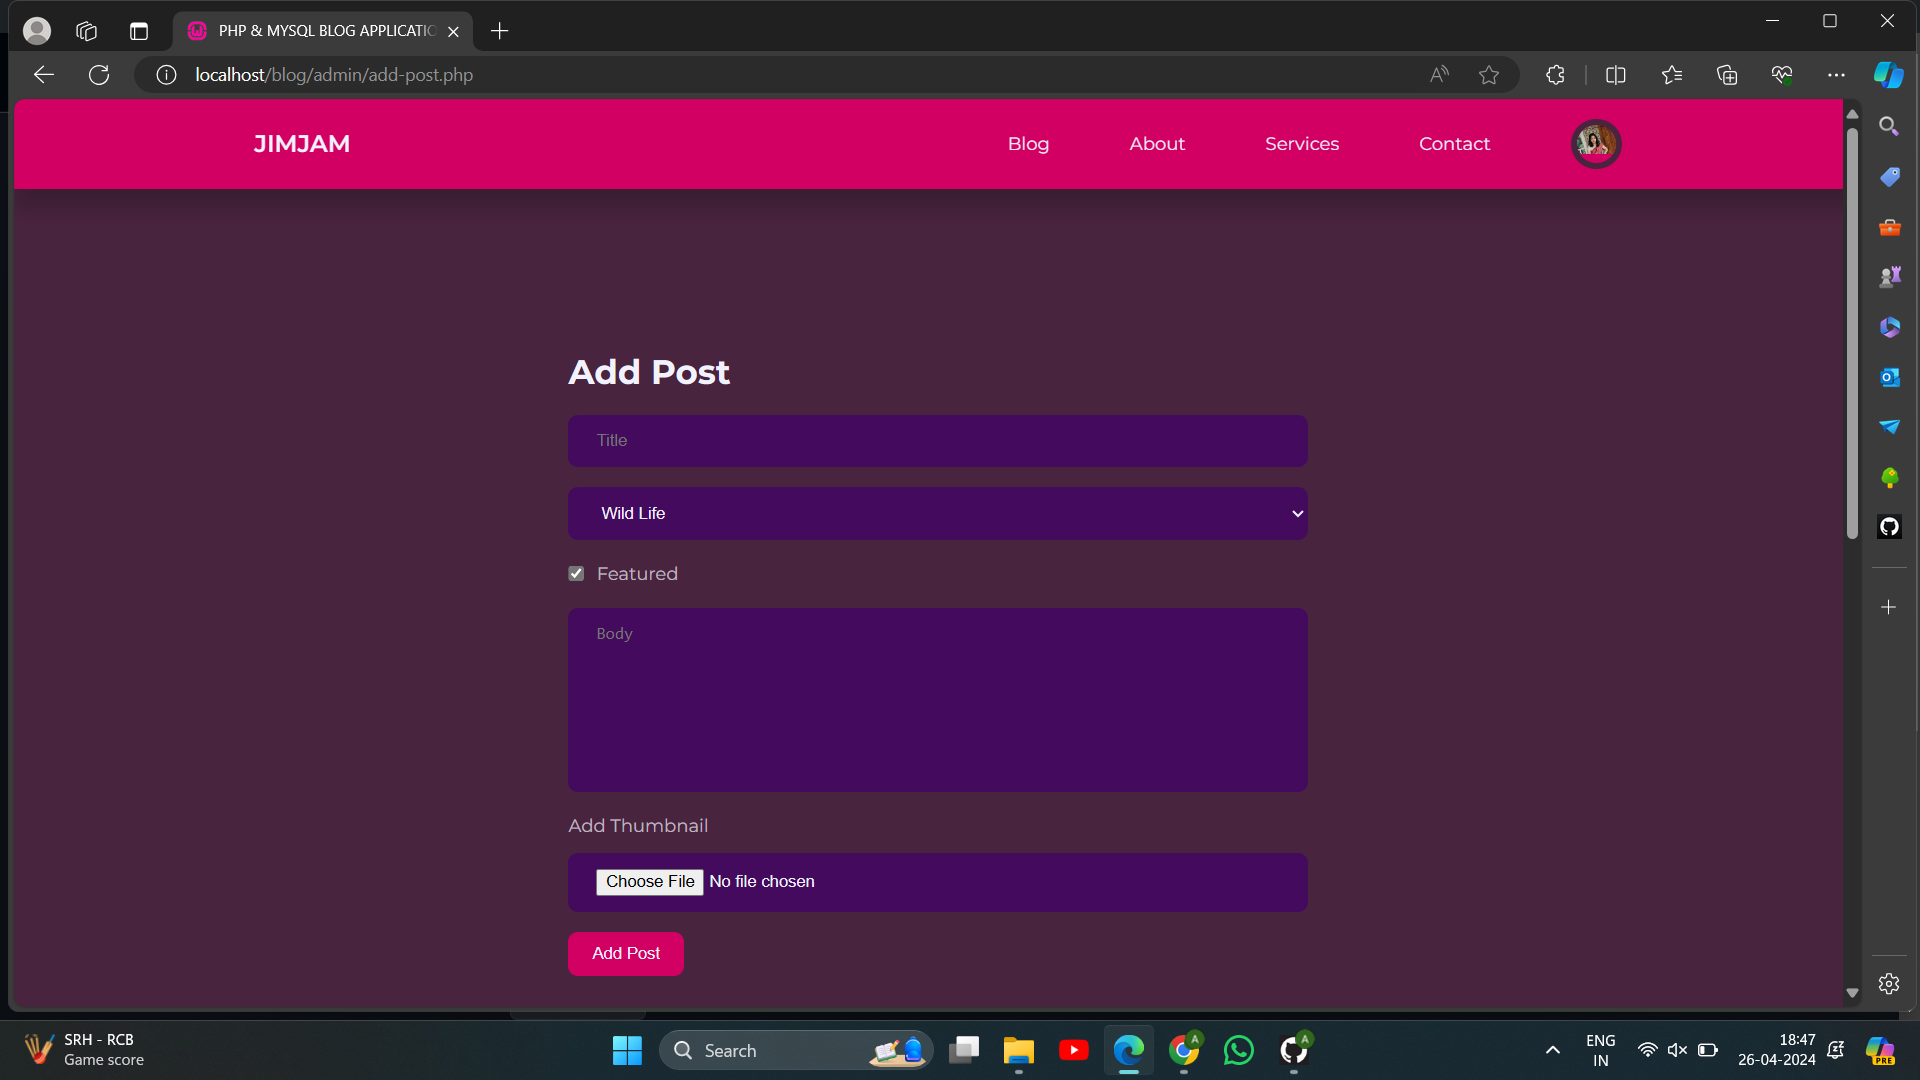 PHP & MYSQL BLOG APPLICATIO
localhost/blog/admin/add-post.php
JIMJAM
Blog
About
Services
Contact
Add Post
Title
Wild Life
Featured
Body
Add Thumbnail
Choose File No file chosen
Add Post
SRH - RCB
Game score
Search
ENG
IN
18:47
26-04-2024
A
A
PRE